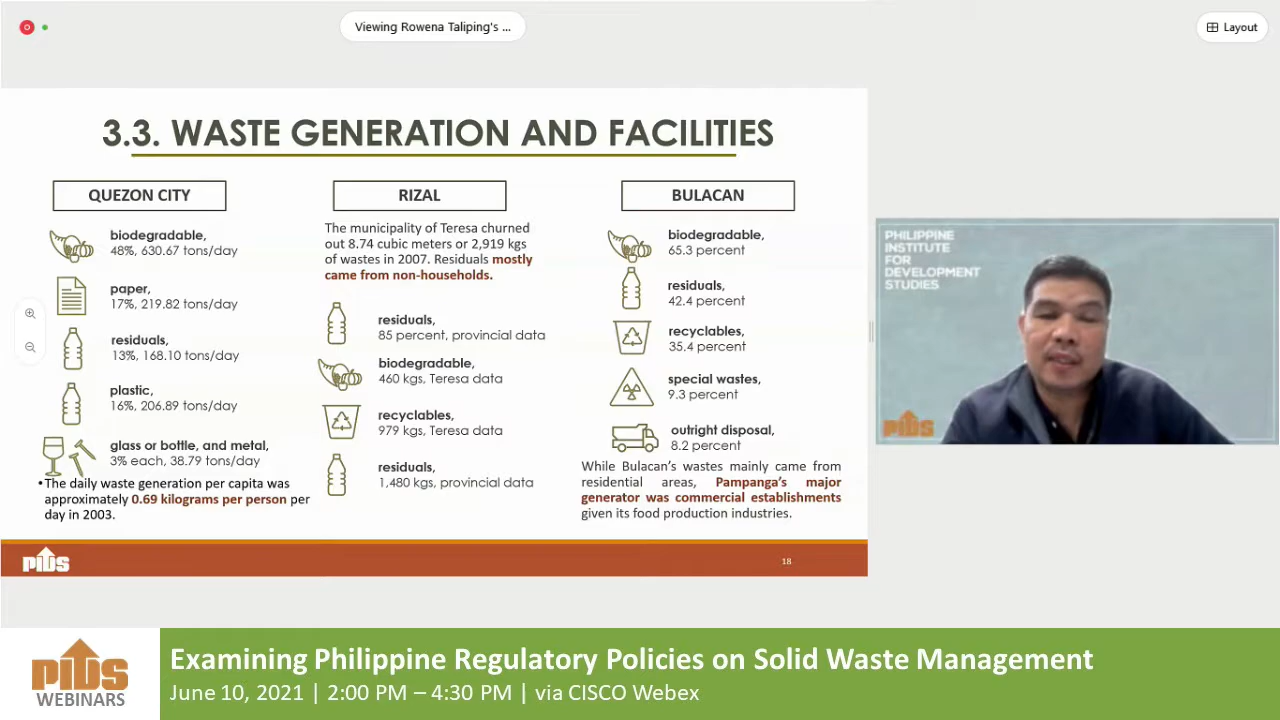 Viewing Rowena Taliping's ...
Layout
3.3. WASTE GENERATION AND FACILITIES
QUEZON CITY
biodegradable,
48%, 630.67 tons/day
paper,
17%, 219.82 tons/day
residuals,
13%, 168.10 tons/day
plastic,
16%, 206.89 tons/day
glass or bottle, and metal,
3% each, 38.79 tons/day
•The daily waste generation per capita was
approximately 0.69 kilograms per person per
day in 2003.
RIZAL
The municipality of Teresa churned
out 8.74 cubic meters or 2,919 kgs
of wastes in 2007. Residuals mostly
came from non-households.
residuals,
85 percent, provincial data
biodegradable,
460 kgs, Teresa data
recyclables,
979 kgs, Teresa data
residuals,
1,480 kgs, provincial data
BULACAN
biodegradable,
65.3 percent
residuals,
42.4 percent
recyclables,
35.4 percent
special wastes,
9.3 percent
outright disposal,
8.2 percent
While Bulacan's wastes mainly came from
residential areas, Pampanga's major
generator was commercial establishments
given its food production industries.
PIDS
18
PHILIPPINE
INSTITUTE
FOR
DEVELOPMENT
STUDIES
PIDS
PIDS
WEBINARS
Examining Philippine Regulatory Policies on Solid Waste Management
June 10, 2021 | 2:00 PM – 4:30 PM | via CISCO Webex